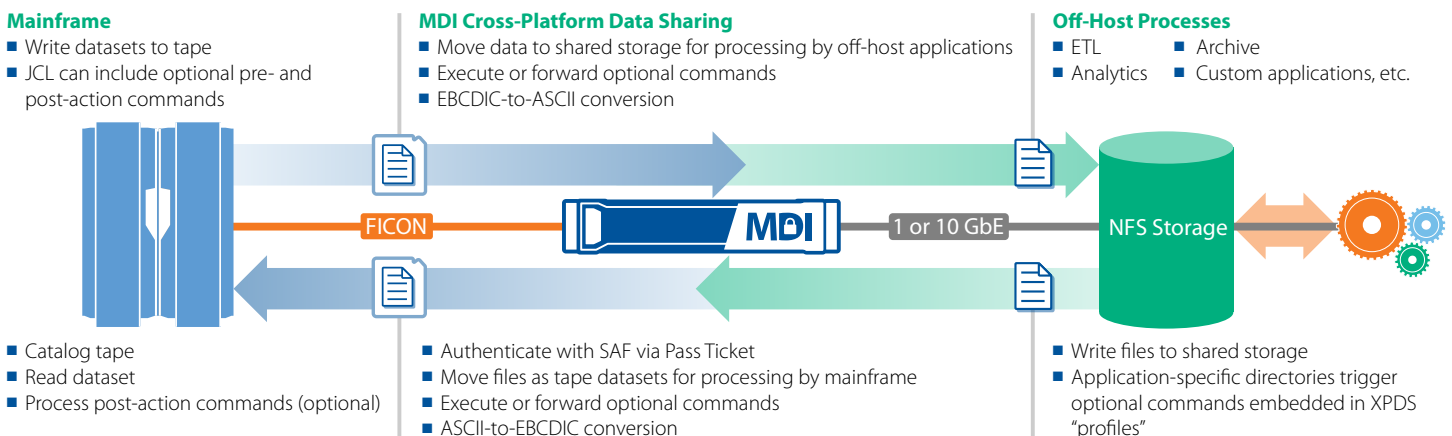 Mainframe
■ Write datasets to tape
■ JCL can include optional pre- and
post-action commands
MDI Cross-Platform Data Sharing
■ Move data to shared storage for processing by off-host applications
■ Execute or forward optional commands
■ EBCDIC-to-ASCII conversion
Off-Host Processes
■ ETL
■ Analytics
■ Archive
■ Custom applications, etc.
FICON
MDI
1 or 10 GbE
NFS Storage
■ Catalog tape
■ Read dataset
■ Process post-action commands (optional)
■ Authenticate with SAF via Pass Ticket
■ Move files as tape datasets for processing by mainframe
■ Execute or forward optional commands
■ ASCII-to-EBCDIC conversion
■ Write files to shared storage
■ Application-specific directories trigger
optional commands embedded in XPDS
“profiles”